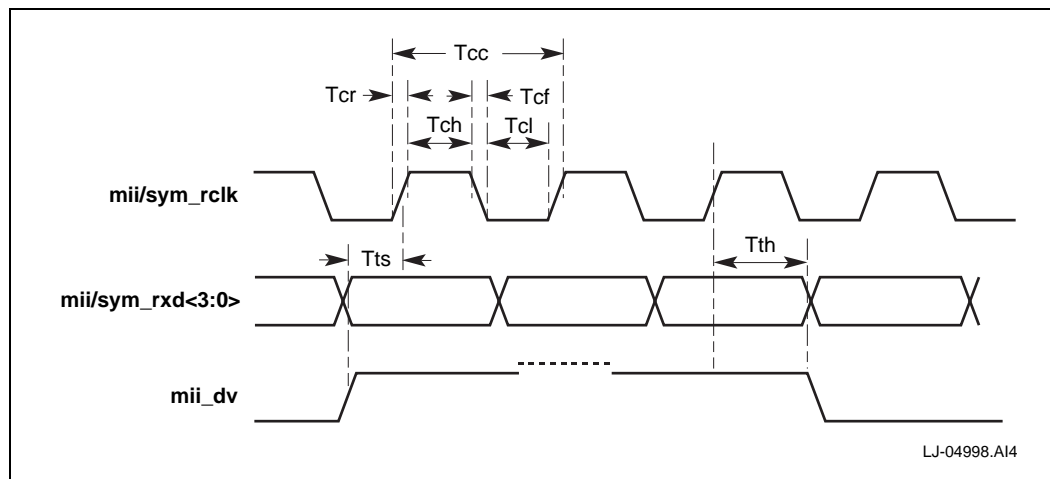 Tcc
Tcr
Tcf
Tch
Tcl
mii/sym_rclk
Tts
Tth
mii/sym_rxd<3:0>
mii_dv
LJ-04998.AI4